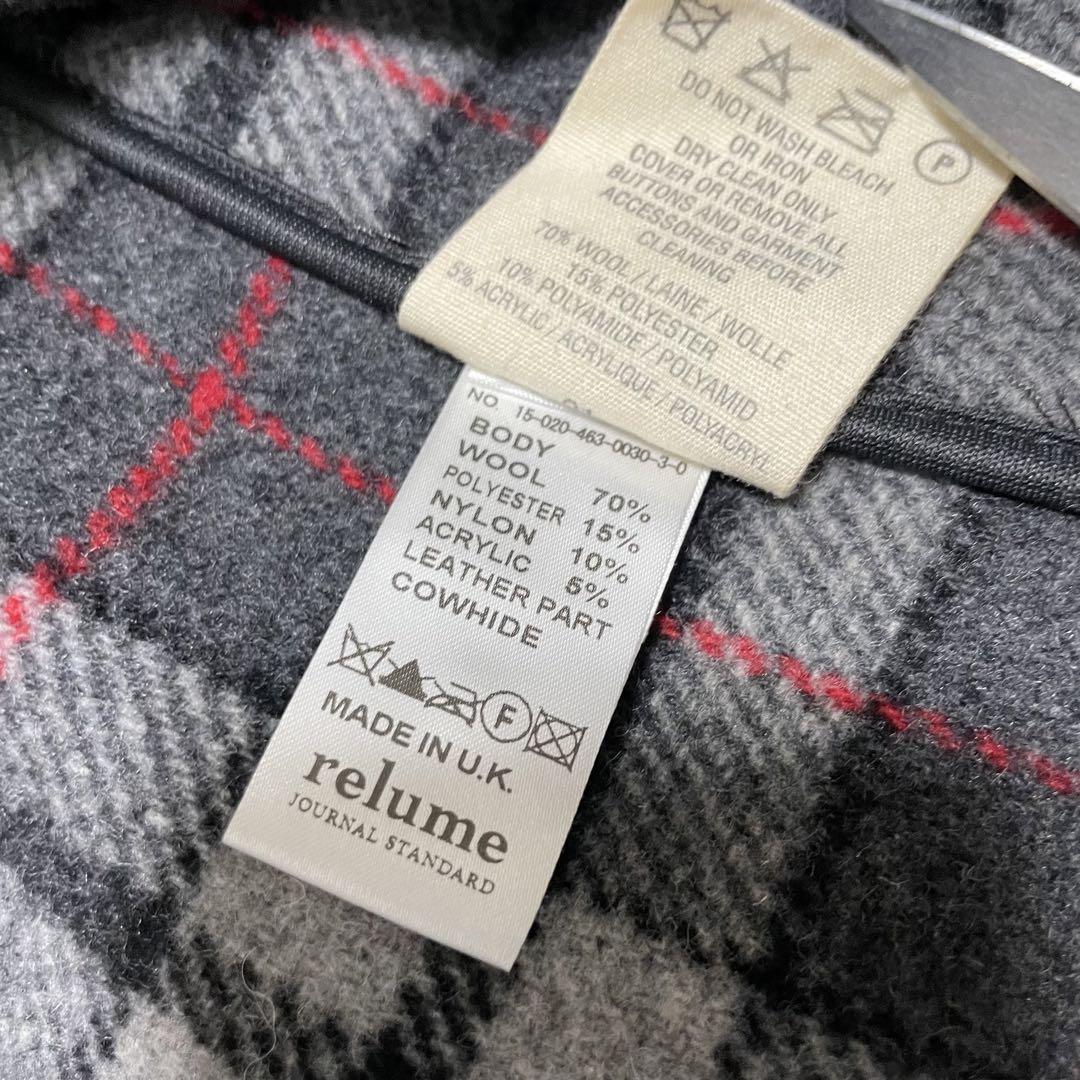 DO NOT WASH BLEACH
OR IRON
DRY CLEAN ONLY
COVER OR REMOVE ALL
BUTTONS AND GARMENT
ACCESSORIES BEFORE
CLEANING
P
70% WOOL / LAINE / WOLLE
15% POLYESTER
10% POLYAMIDE / POLYAMID
5% ACRYLIC / ACRYLIQUE / POLYACRYL
NO. 15-020-463-0030-3-0
BODY
WOOL 70%
POLYESTER 15%
NYLON 10%
ACRYLIC 5%
LEATHER PART
COWHIDE
F
MADE IN U.K.
relume
JOURNAL STANDARD